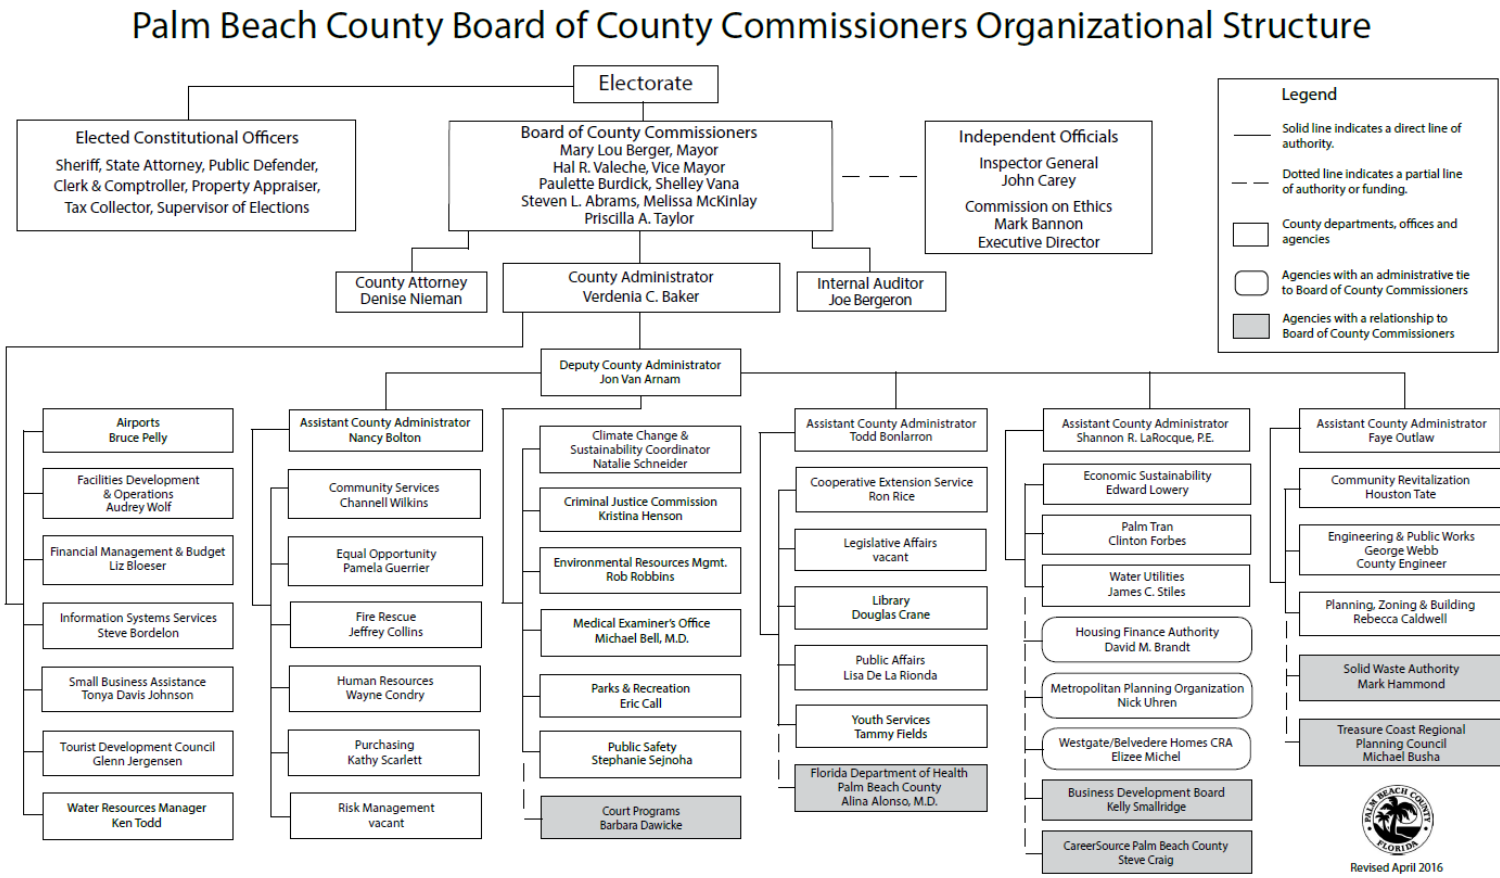 Palm Beach County Board of County Commissioners Organizational Structure
Electorate
Elected Constitutional Officers
Sheriff, State Attorney, Public Defender,
Clerk & Comptroller, Property Appraiser,
Tax Collector, Supervisor of Elections
Board of County Commissioners
Mary Lou Berger, Mayor
Hal R. Valeche, Vice Mayor
Paulette Burdick, Shelley Vana
Steven L. Abrams, Melissa McKinlay
Priscilla A. Taylor
Independent Officials
Inspector General
John Carey
Commission on Ethics
Mark Bannon
Executive Director
Legend
Solid line indicates a direct line of
authority.
Dotted line indicates a partial line
of authority or funding.
County departments, offices and
agencies
Agencies with an administrative tie
to Board of County Commissioners
Agencies with a relationship to
Board of County Commissioners
County Attorney
Denise Nieman
County Administrator
Verdenia C. Baker
Internal Auditor
Joe Bergeron
Deputy County Administrator
Jon Van Arnam
Airports
Bruce Pelly
Facilities Development
& Operations
Audrey Wolf
Financial Management & Budget
Liz Bloeser
Information Systems Services
Steve Bordelon
Small Business Assistance
Tonya Davis Johnson
Tourist Development Council
Glenn Jergensen
Water Resources Manager
Ken Todd
Assistant County Administrator
Nancy Bolton
Community Services
Channell Wilkins
Equal Opportunity
Pamela Guerrier
Fire Rescue
Jeffrey Collins
Human Resources
Wayne Condry
Purchasing
Kathy Scarlett
Risk Management
vacant
Climate Change &
Sustainability Coordinator
Natalie Schneider
Criminal Justice Commission
Kristina Henson
Environmental Resources Mgmt.
Rob Robbins
Medical Examiner's Office
Michael Bell, M.D.
Parks & Recreation
Eric Call
Public Safety
Stephanie Sejnoha
Court Programs
Barbara Dawicke
Assistant County Administrator
Todd Bonlarron
Cooperative Extension Service
Ron Rice
Legislative Affairs
vacant
Library
Douglas Crane
Public Affairs
Lisa De La Rionda
Youth Services
Tammy Fields
Florida Department of Health
Palm Beach County
Alina Alonso, M.D.
Assistant County Administrator
Shannon R. LaRocque, P.E.
Economic Sustainability
Edward Lowery
Palm Tran
Clinton Forbes
Water Utilities
James C. Stiles
Housing Finance Authority
David M. Brandt
Metropolitan Planning Organization
Nick Uhren
Westgate/Belvedere Homes CRA
Elizee Michel
Business Development Board
Kelly Smallridge
CareerSource Palm Beach County
Steve Craig
Assistant County Administrator
Faye Outlaw
Community Revitalization
Houston Tate
Engineering & Public Works
George Webb
County Engineer
Planning, Zoning & Building
Rebecca Caldwell
Solid Waste Authority
Mark Hammond
Treasure Coast Regional
Planning Council
Michael Busha
PALM BEACH COUNTY
FLORIDA
Revised April 2016